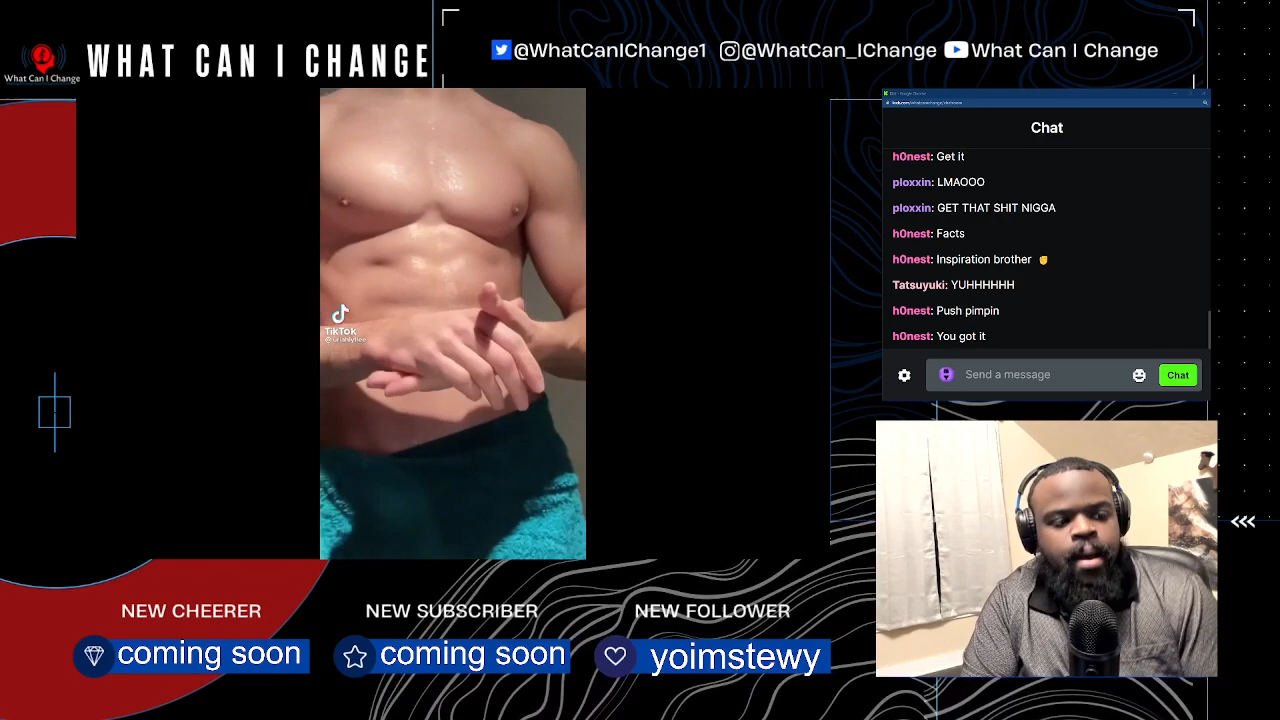 What Can I Change
WHAT CAN I CHANGE
@WhatCanIChange1 @WhatCan_IChange What Can I Change
Chat
h0nest: Get it
ploxxin: LMAOOO
ploxxin: GET THAT SHIT NIGGA
h0nest: Facts
h0nest: Inspiration brother
Tatsuyuki: YUHHHHHH
h0nest: Push pimpin
h0nest: You got it
Send a message
Chat
TikTok
NEW CHEERER
coming soon
NEW SUBSCRIBER
coming soon
NEW FOLLOWER
yoimstewy